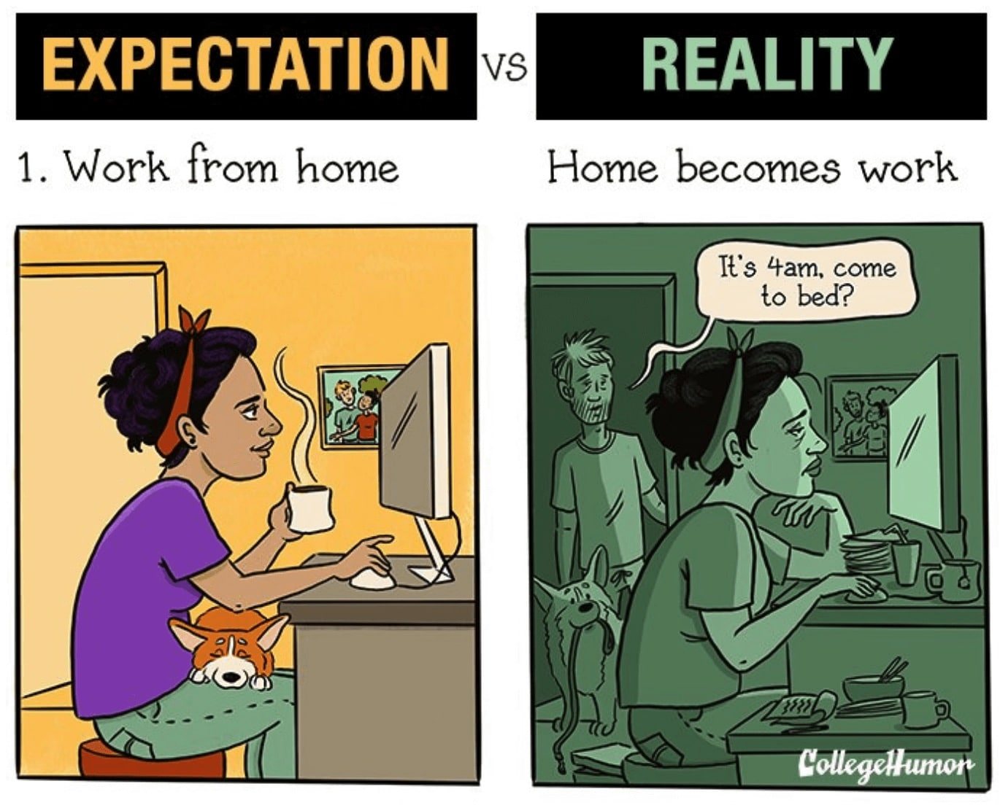 EXPECTATION vs REALITY
1. Work from home
Home becomes work
It's 4am, come
to bed?
CollegeHumor